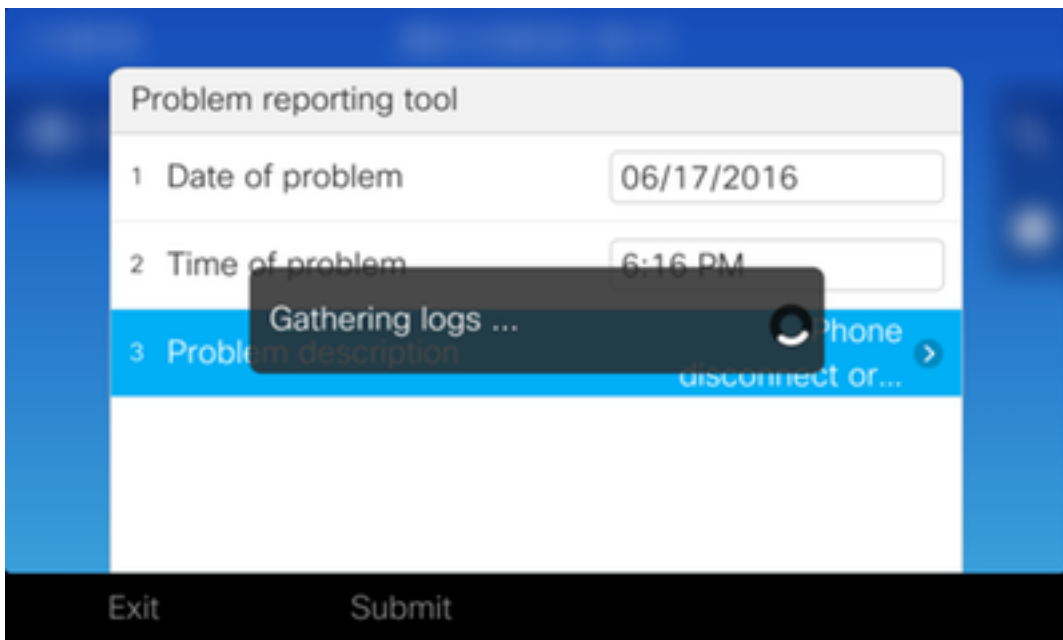 Problem reporting tool
1 Date of problem 06/17/2016
2 Time of problem 6:16 PM
Gathering logs ...
3 Problem description Phone
disconnect or...
Exit Submit